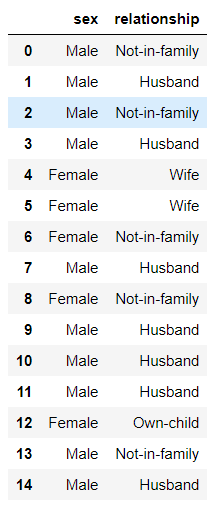 sex relationship
0 Male Not-in-family
1 Male Husband
2 Male Not-in-family
3 Male Husband
4 Female Wife
5 Female Wife
6 Female Not-in-family
7 Male Husband
8 Female Not-in-family
9 Male Husband
10 Male Husband
11 Male Husband
12 Female Own-child
13 Male Not-in-family
14 Male Husband